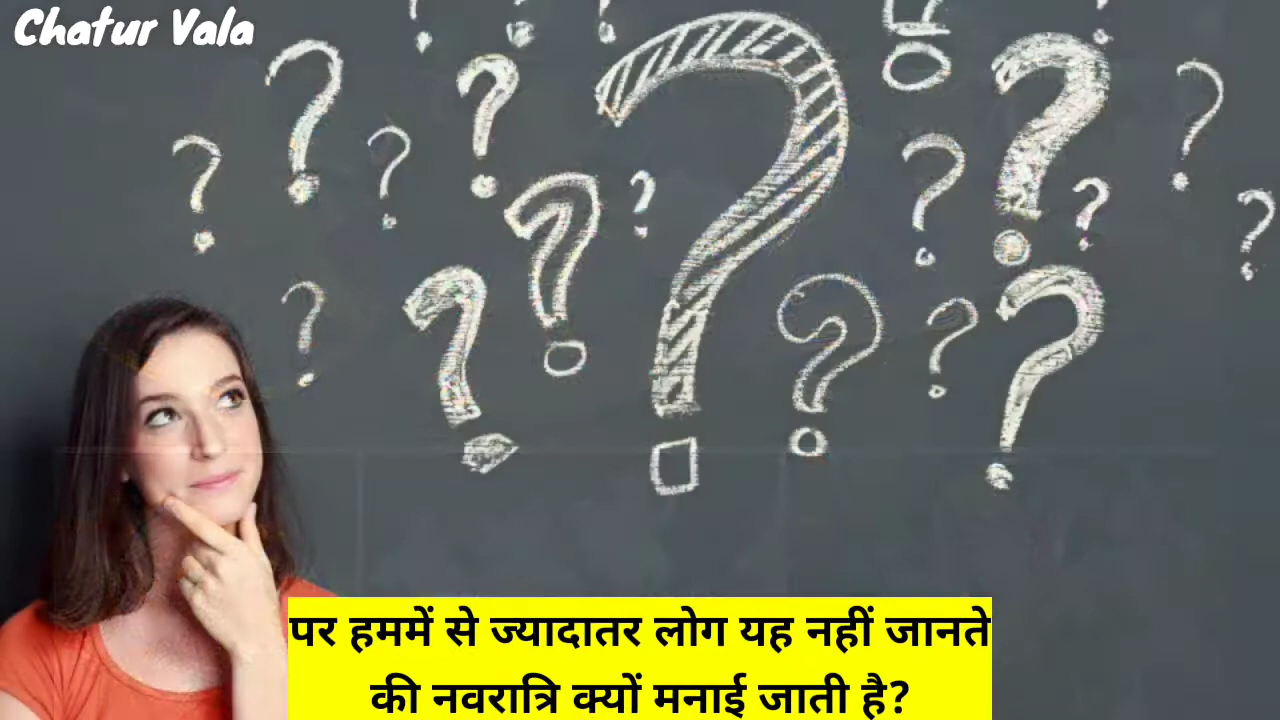 Chatur Vala
पर हममें से ज्यादातर लोग यह नहीं जानते
की नवरात्रि क्यों मनाई जाती है?